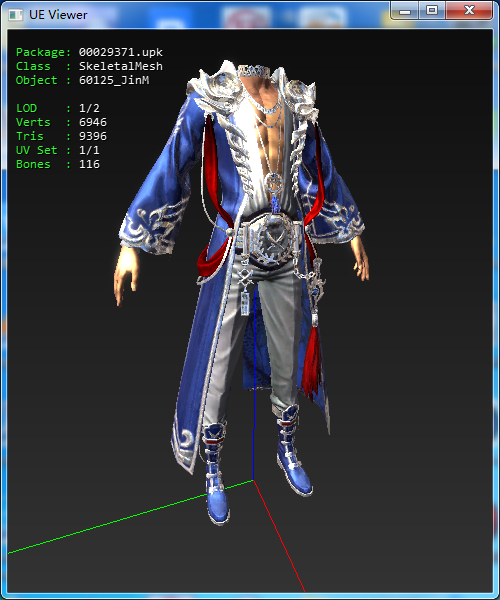 UE Viewer
Package: 00029371.upk
Class  : SkeletalMesh
Object : 60125_JinM
LOD    : 1/2
Verts  : 6946
Tris   : 9396
UV Set : 1/1
Bones  : 116